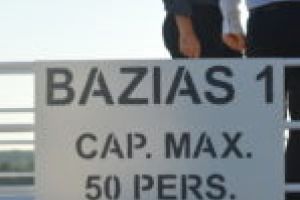 BAZIAS 1
CAP. MAX.
50 PERS.